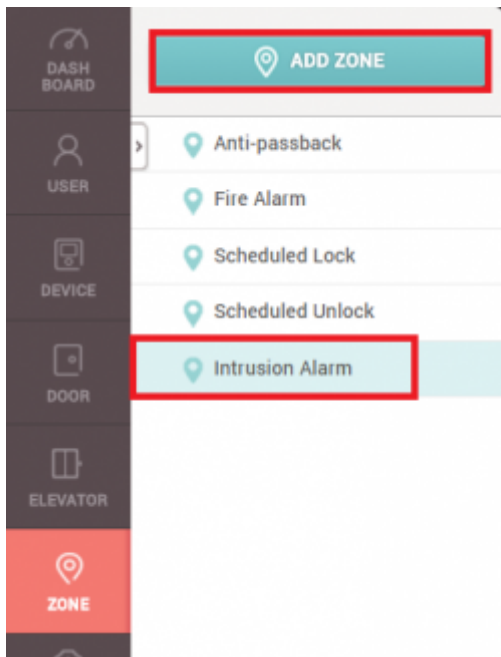 DASH
BOARD
USER
DEVICE
DOOR
ELEVATOR
ZONE
ADD ZONE
Anti-passback
Fire Alarm
Scheduled Lock
Scheduled Unlock
Intrusion Alarm